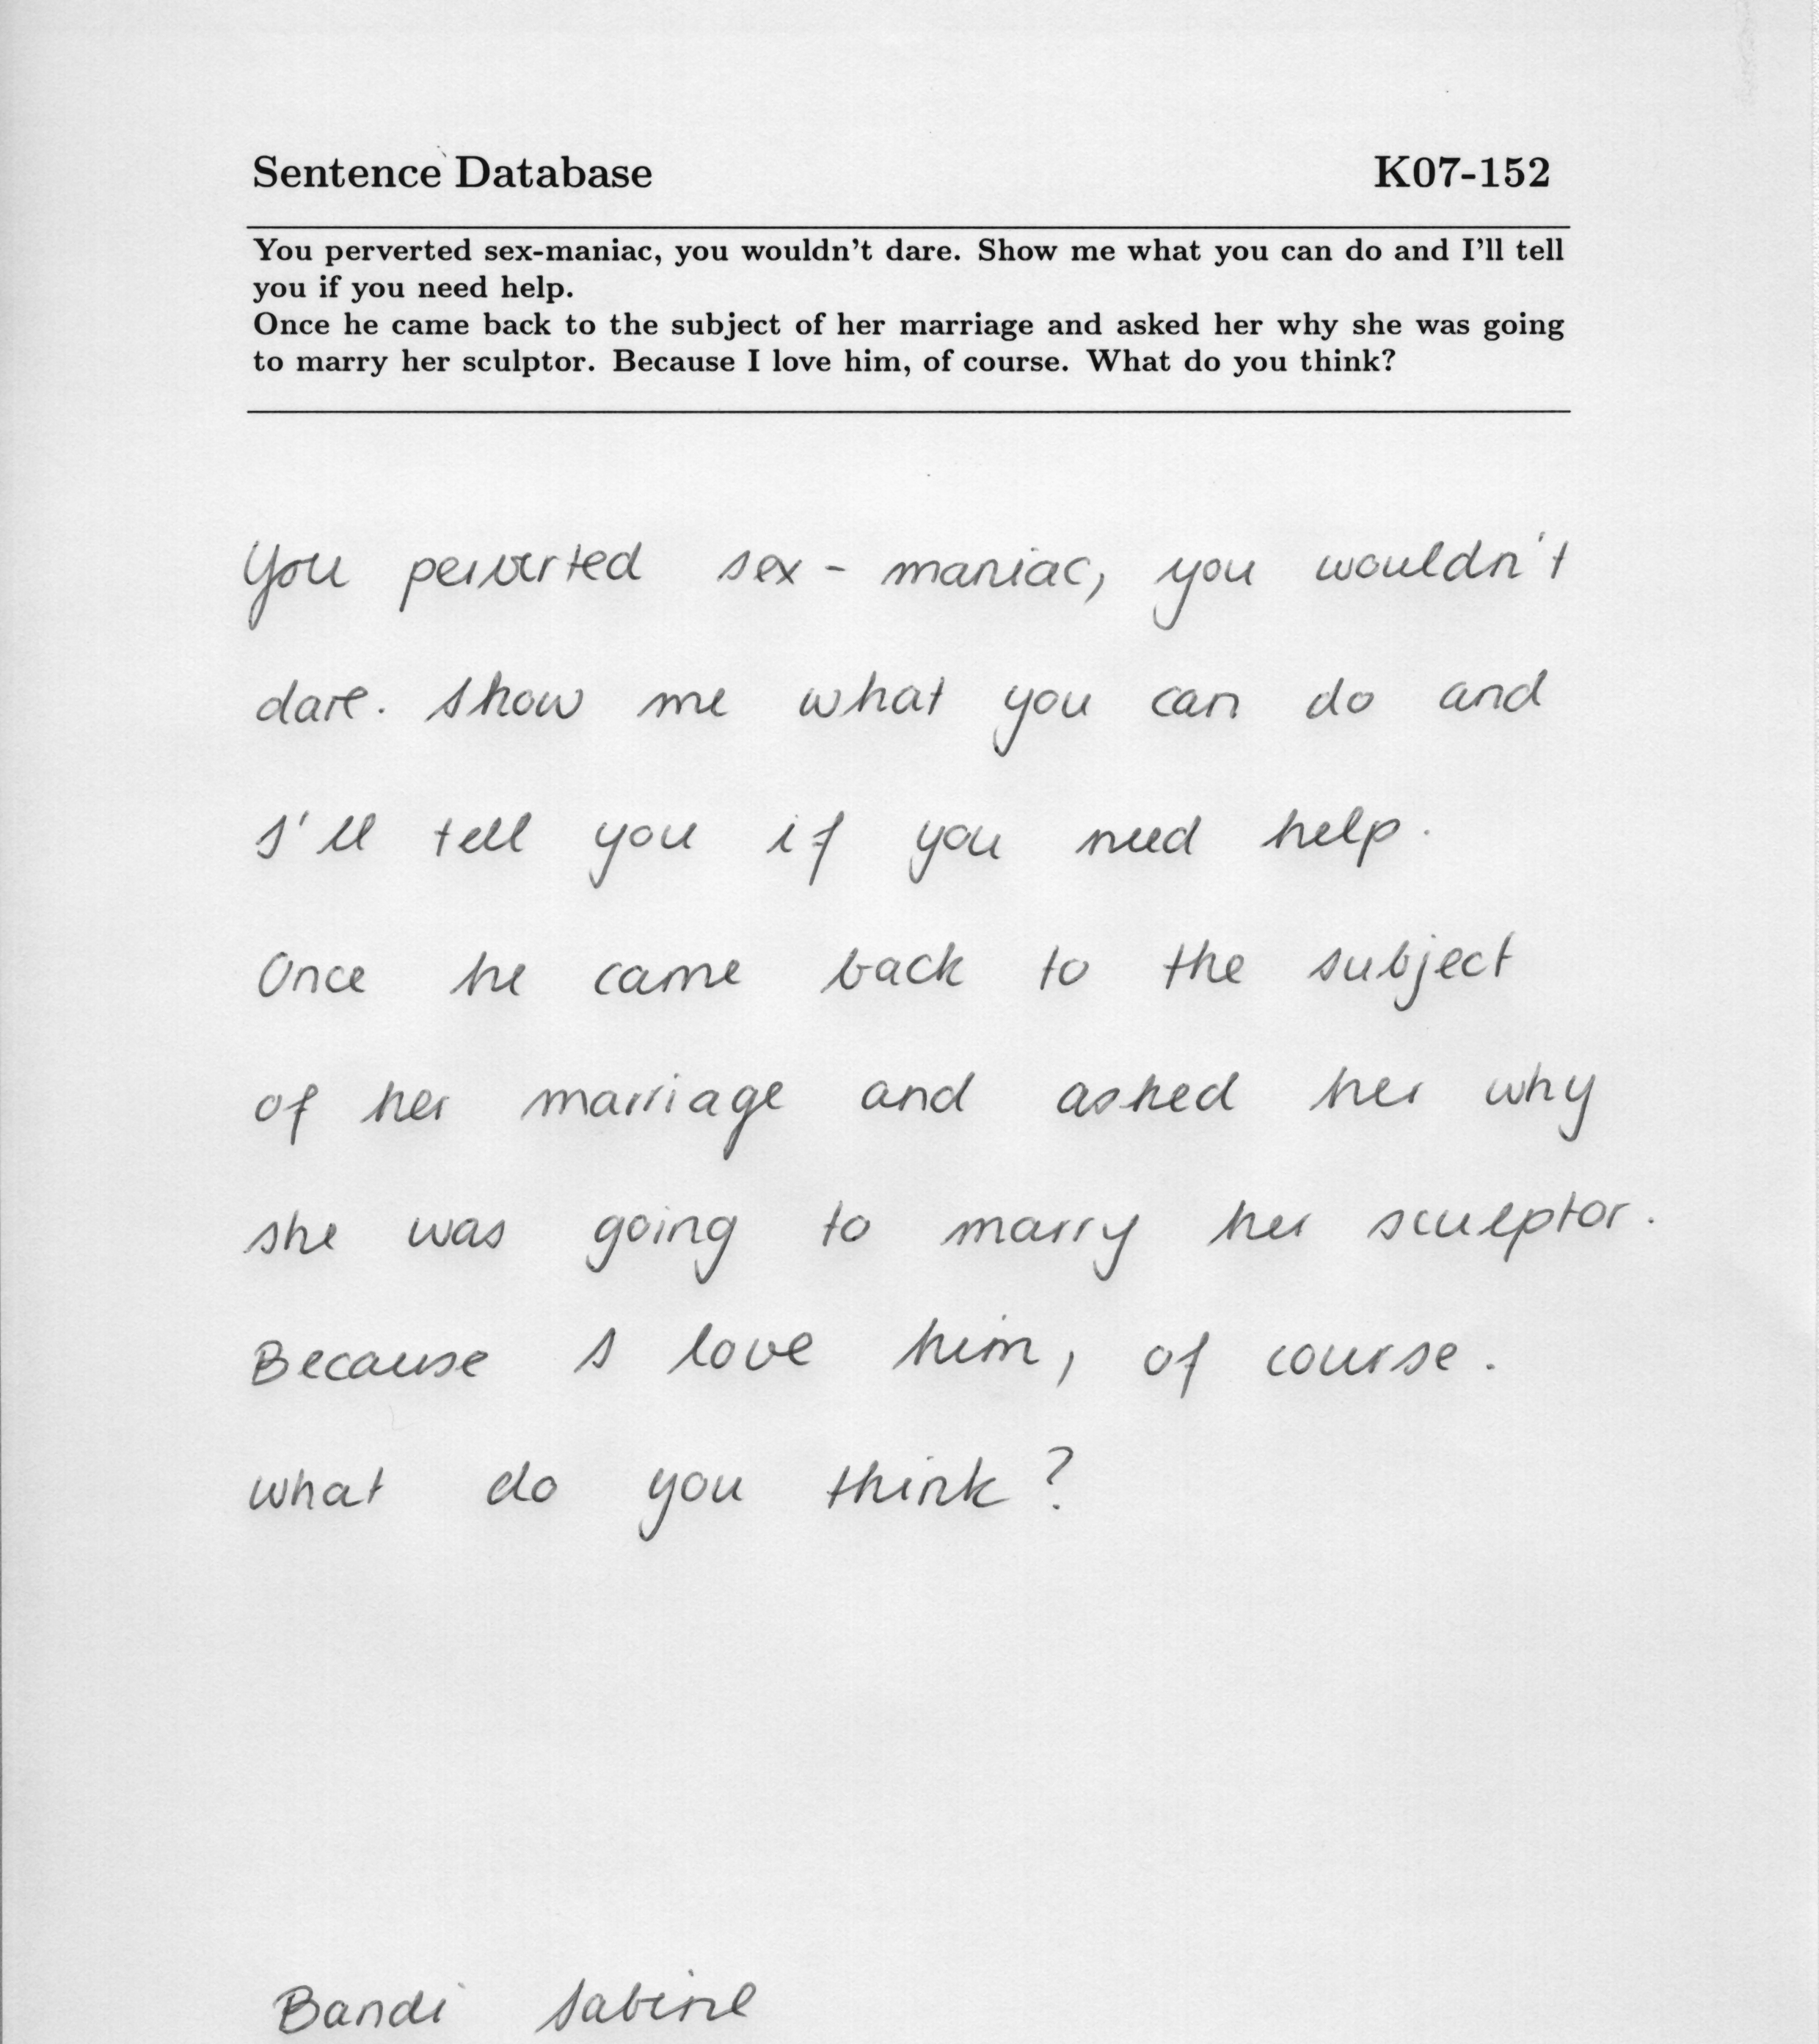 Sentence Database K07-152
You perverted sex-maniac, you wouldn't dare. Show me what you can do and I'll tell
you if you need help.
Once he came back to the subject of her marriage and asked her why she was going
to marry her sculptor. Because I love him, of course. What do you think?
You perverted sex - maniac, you wouldn't
dare. Show me what you can do and
I'll tell you if you need help.
Once he came back to the subject
of her marriage and asked her why
she was going to marry her sculptor.
Because I love him, of course.
what do you think?
Bandi Sabine